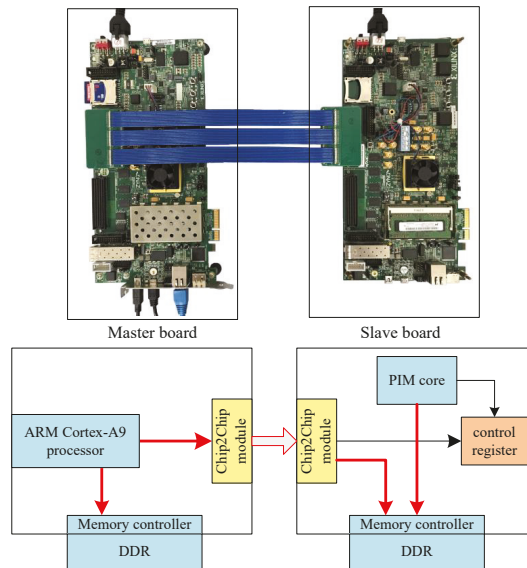 Master board
Slave board
ARM Cortex-A9
processor
Chip2Chip
module
Memory controller
DDR
Chip2Chip
module
PIM core
control
register
Memory controller
DDR